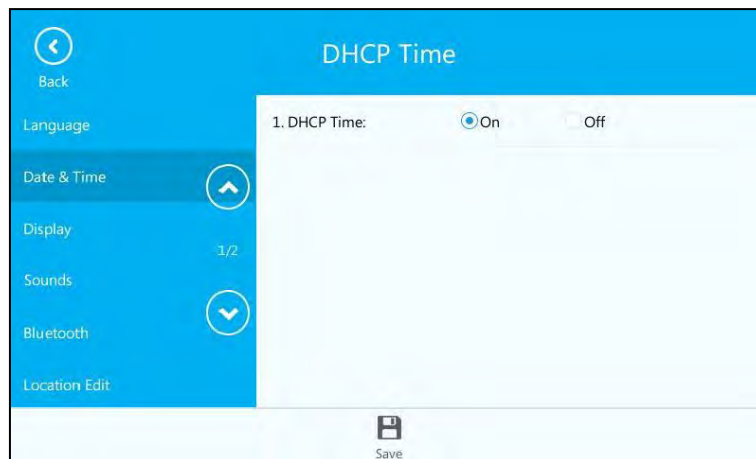 DHCP Time
Back
Language
Date & Time
Display
1/2
Sounds
Bluetooth
Location Edit
1. DHCP Time: On Off
Save